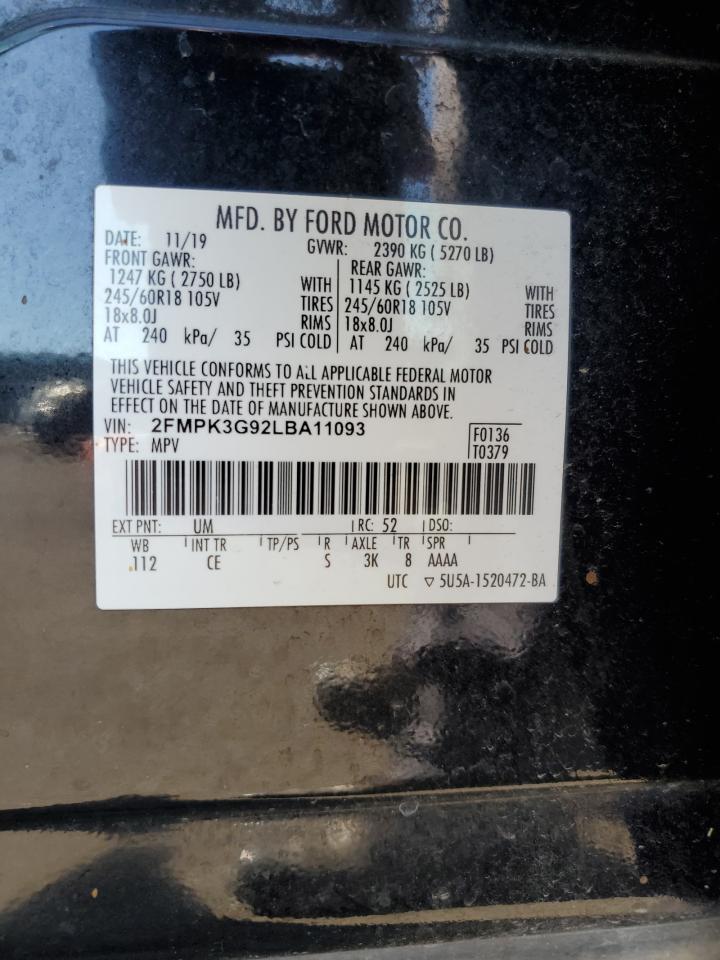 MFD. BY FORD MOTOR CO.
DATE: 11/19 GVWR: 2390 KG ( 5270 LB)
FRONT GAWR: REAR GAWR:
1247 KG ( 2750 LB) WITH 1145 KG ( 2525 LB) WITH
245/60R18 105V TIRES 245/60R18 105V TIRES
18x8.0J RIMS 18x8.0J RIMS
AT 240 kPa/ 35 PSI COLD AT 240 kPa/ 35 PSI COLD
THIS VEHICLE CONFORMS TO ALL APPLICABLE FEDERAL MOTOR
VEHICLE SAFETY AND THEFT PREVENTION STANDARDS IN
EFFECT ON THE DATE OF MANUFACTURE SHOWN ABOVE.
VIN: 2FMPK3G92LBA11093 F0136
TYPE: MPV T0379
EXT PNT: UM RC: 52 DSO:
WB INT TR TP/PS R AXLE TR SPR
112 CE S 3K 8 AAAA
UTC ▽ 5U5A-1520472-BA